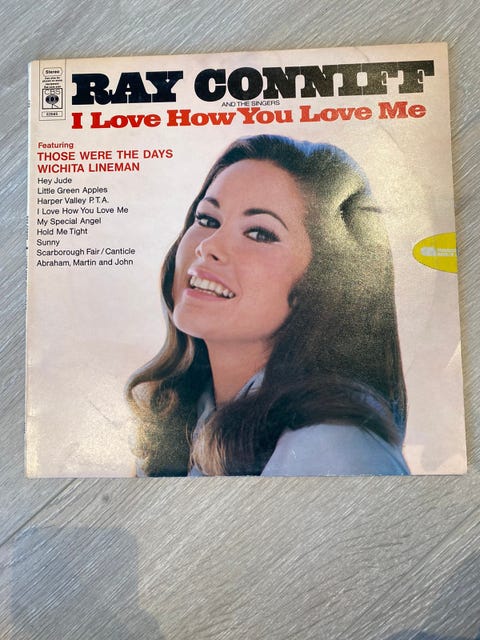 Stereo
CBS
RAY CONNIFF
AND THE SINGERS
I Love How You Love Me
Featuring
THOSE WERE THE DAYS
WICHITA LINEMAN
Hey Jude
Little Green Apples
Harper Valley P.T.A.
I Love How You Love Me
My Special Angel
Hold Me Tight
Sunny
Scarborough Fair / Canticle
Abraham, Martin and John